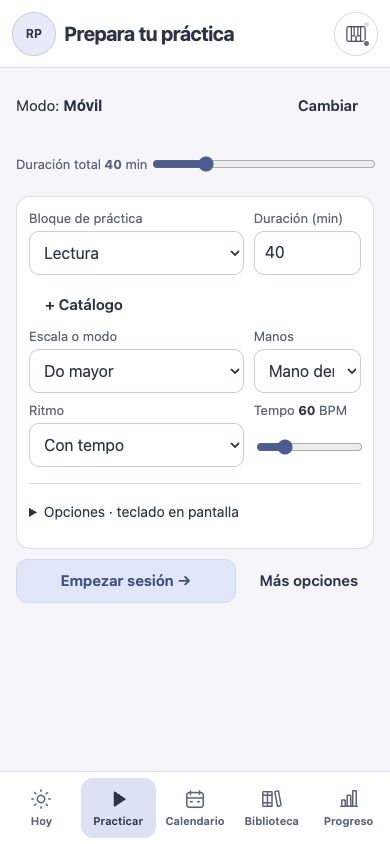 RP Prepara tu práctica
Modo: Móvil Cambiar
Duración total 40 min
Bloque de práctica Duración (min)
Lectura 40
+ Catálogo
Escala o modo Manos
Do mayor Mano der
Ritmo Tempo 60 BPM
Con tempo
Opciones · teclado en pantalla
Empezar sesión → Más opciones
Hoy Practicar Calendario Biblioteca Progreso